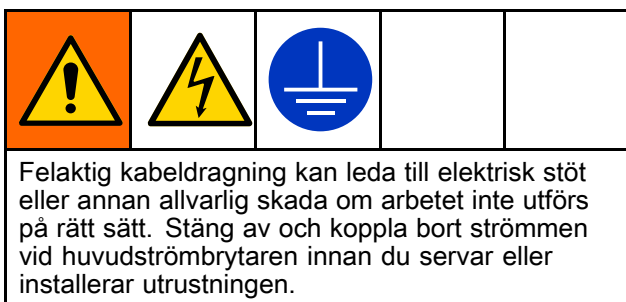 Felaktig kabeldragning kan leda till elektrisk stöt
eller annan allvarlig skada om arbetet inte utförs
på rätt sätt. Stäng av och koppla bort strömmen
vid huvudströmbrytaren innan du servar eller
installerar utrustningen.